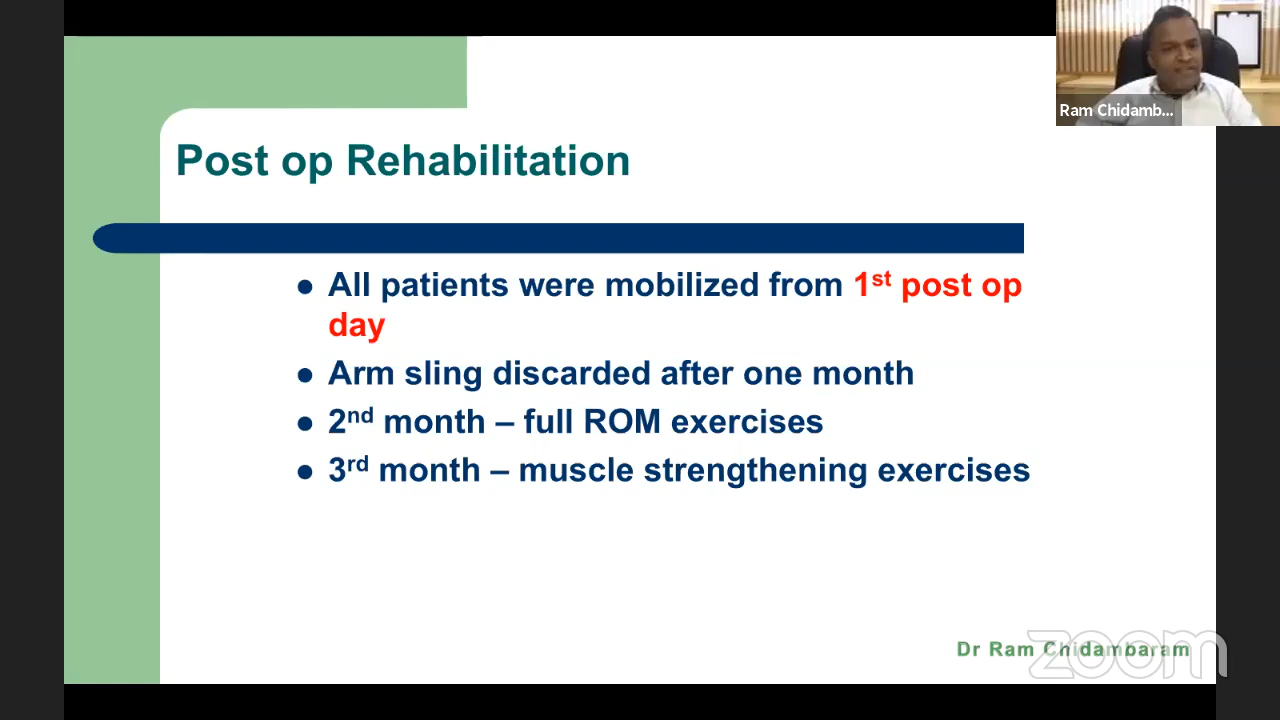 Ram Chidamb...
Post op Rehabilitation
● All patients were mobilized from 1st post op
day
● Arm sling discarded after one month
● 2nd month – full ROM exercises
● 3rd month – muscle strengthening exercises
Dr Ram Chidambaram
zoom